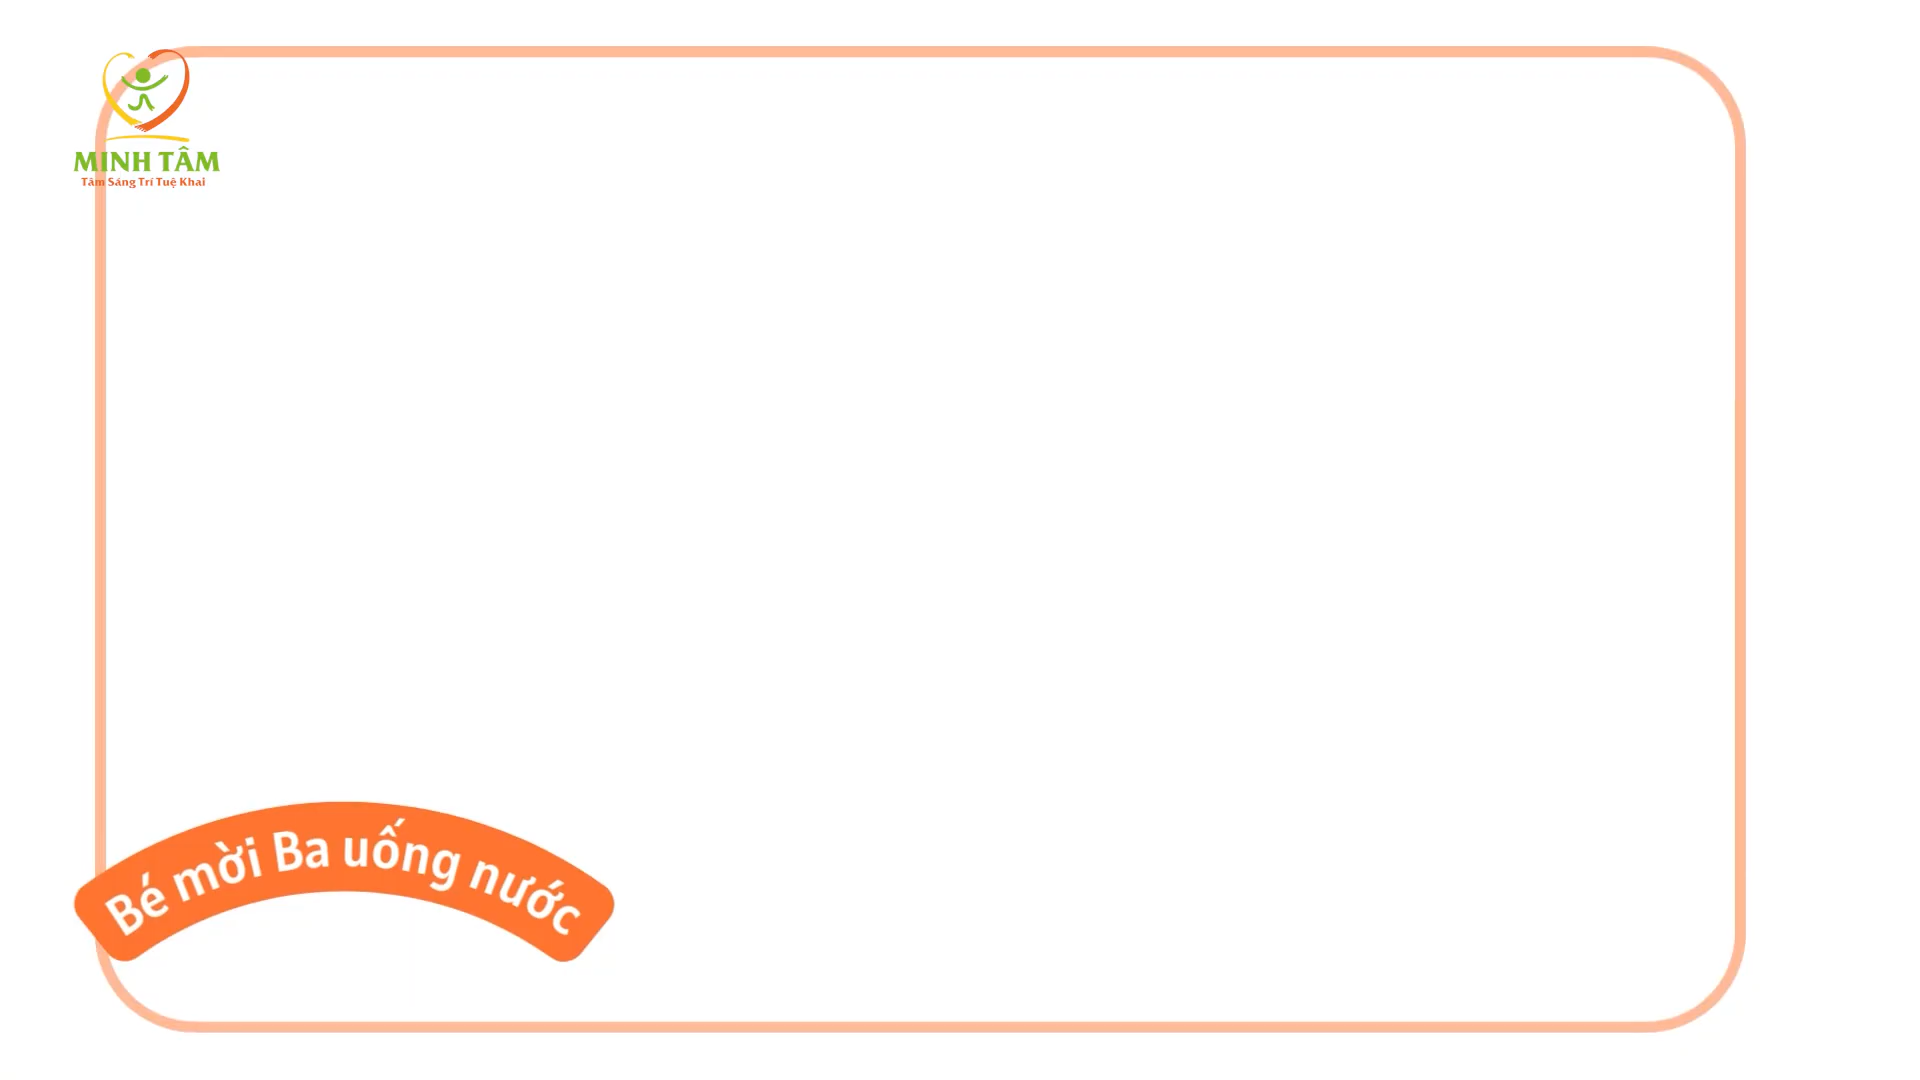 MINH TÂM
Tâm Sáng Trí Tuệ Khai
Bé mời Ba uống nước